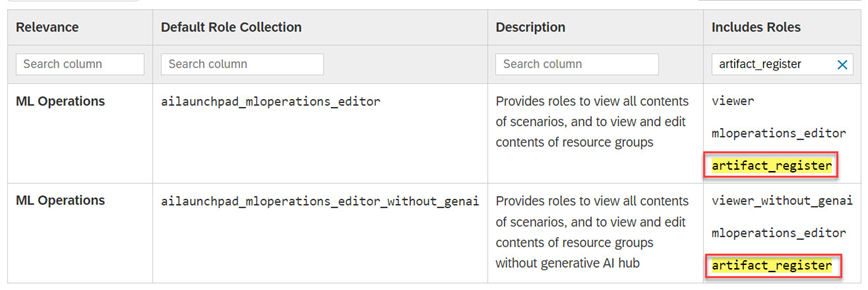 Relevance Default Role Collection Description Includes Roles
Search column Search column Search column artifact_register
ML Operations ailaunchpad_mloperations_editor Provides roles to view all contents viewer
of scenarios, and to view and edit
contents of resource groups mloperations_editor
artifact_register
ML Operations ailaunchpad_mloperations_editor_without_genai Provides roles to view all contents viewer_without_genai
of scenarios, and to view and edit
contents of resource groups mloperations_editor
without generative AI hub artifact_register